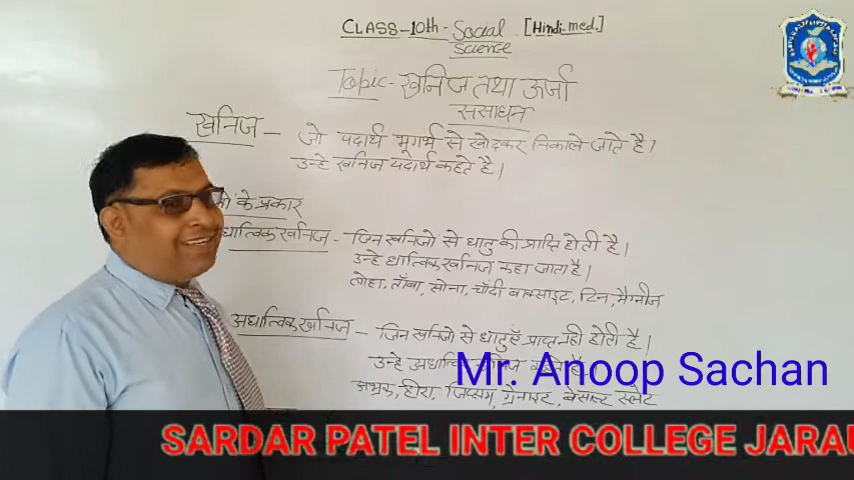 CLASS-10th-Social [Hindi-med.]
Science
Topic- खनिज तथा ऊर्जा
संसाधन
खनिज - जो पदार्थ भूगर्भ से खोदकर निकाले जाते है।
उन्हे खनिज पदार्थ कहते है।
के प्रकार
धात्विक खनिज - जिन खनिजो से धातु की प्राप्ति होती है।
उन्हे धात्विक खनिज कहा जाता है।
लोहा, ताँबा, सोना, चाँदी बाक्साइट, टिन, मैग्नीज
अधात्विक खनिज - जिन खनिजो से धातुएँ प्राप्त नही होती है।
उन्हे अधात्विक
Mr. Anoop Sachan
अभ्रक, हीरा, जिप्सम, ग्रेनाइट, बेसाल्ट स्लेट
SARDAR PATEL INTER COLLEGE JARAU